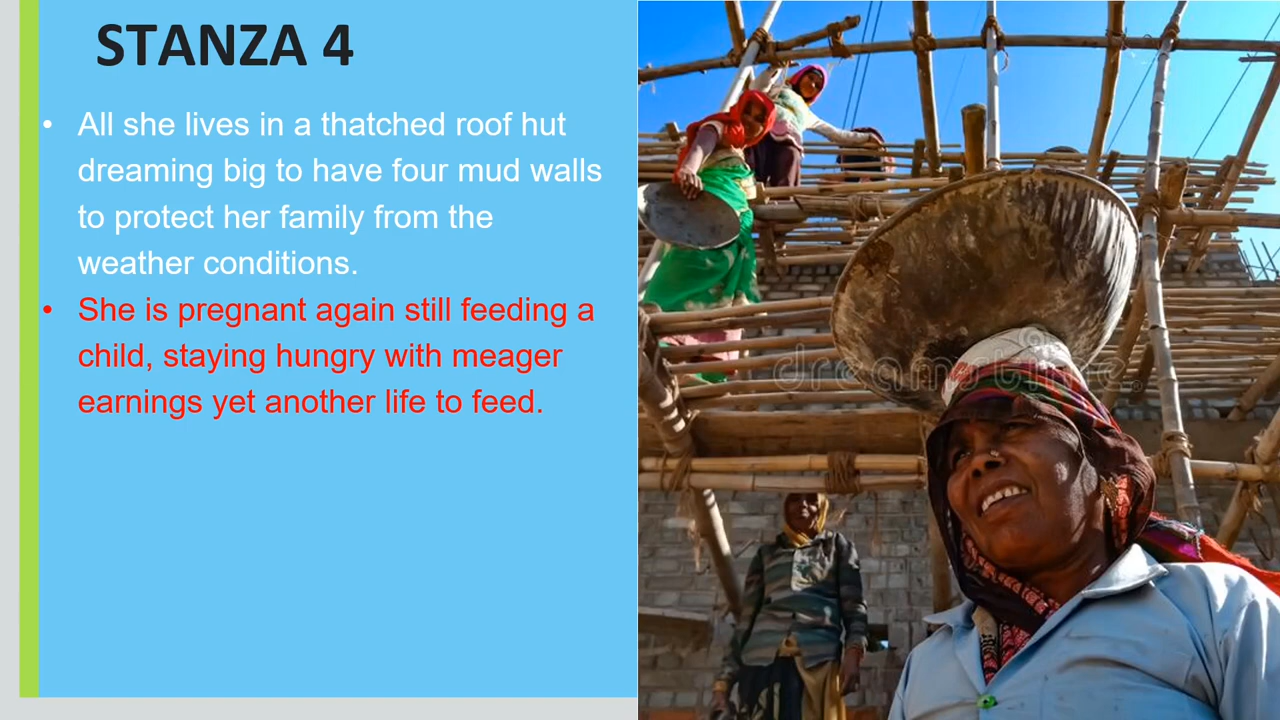 STANZA 4
• All she lives in a thatched roof hut
dreaming big to have four mud walls
to protect her family from the
weather conditions.
• She is pregnant again still feeding a
child, staying hungry with meager
earnings yet another life to feed.
dreamstime.